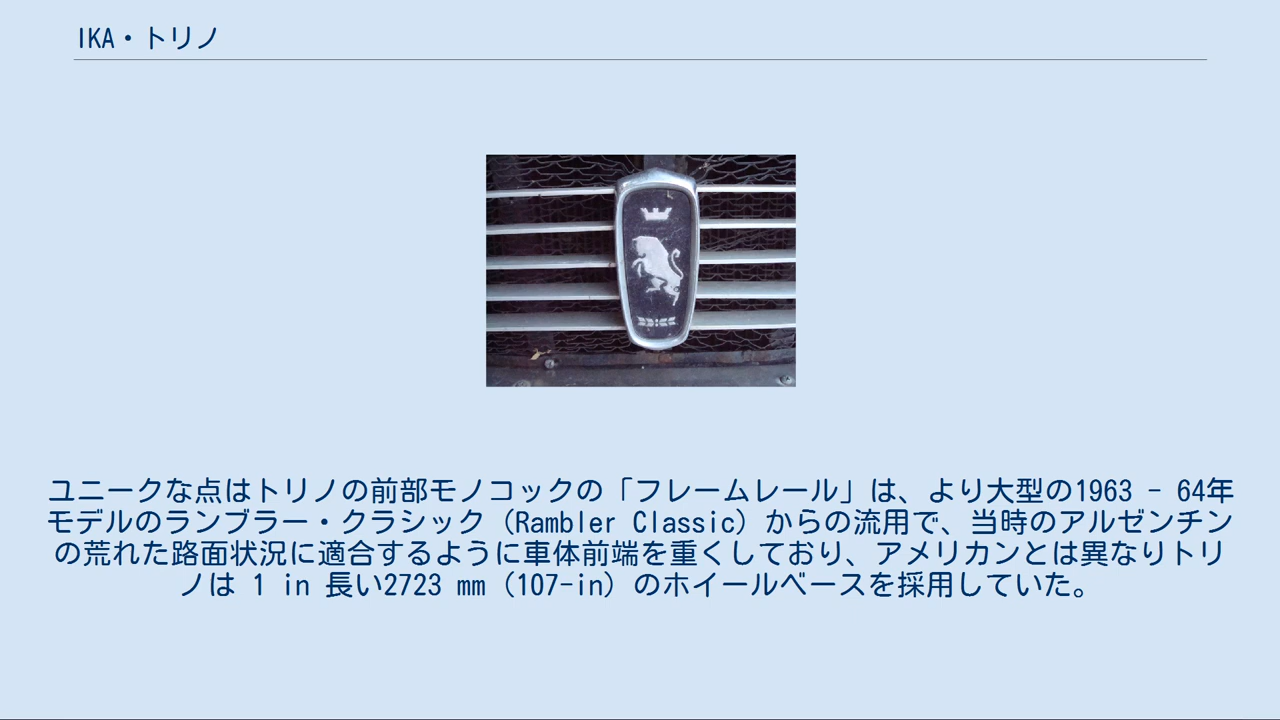 IKA・トリノ
ユニークな点はトリノの前部モノコックの「フレームレール」は、より大型の1963 - 64年
モデルのランブラー・クラシック（Rambler Classic）からの流用で、当時のアルゼンチン
の荒れた路面状況に適合するように車体前端を重くしており、アメリカンとは異なりトリ
ノは 1 in 長い2723 mm（107-in）のホイールベースを採用していた。